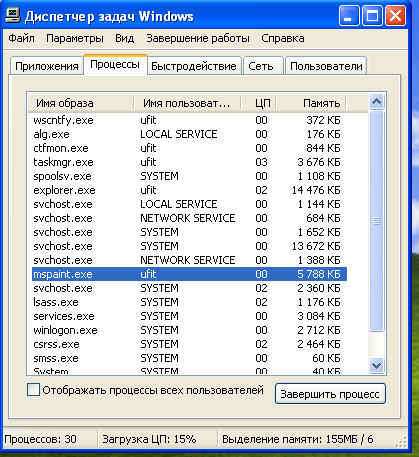 Диспетчер задач Windows
Файл Параметры Вид Завершение работы Справка
Приложения Процессы Быстродействие Сеть Пользователи
Имя образа Имя пользоват... ЦП Память
wscntfy.exe ufit 00 372 КБ
alg.exe LOCAL SERVICE 00 176 КБ
ctfmon.exe ufit 00 844 КБ
taskmgr.exe ufit 03 3 676 КБ
spoolsv.exe SYSTEM 00 1 108 КБ
explorer.exe ufit 02 14 476 КБ
svchost.exe LOCAL SERVICE 00 1 144 КБ
svchost.exe NETWORK SERVICE 00 684 КБ
svchost.exe SYSTEM 00 1 652 КБ
svchost.exe SYSTEM 00 13 672 КБ
svchost.exe NETWORK SERVICE 00 1 388 КБ
mspaint.exe ufit 00 5 788 КБ
svchost.exe SYSTEM 02 2 360 КБ
lsass.exe SYSTEM 02 1 176 КБ
services.exe SYSTEM 00 3 084 КБ
winlogon.exe SYSTEM 00 2 712 КБ
csrss.exe SYSTEM 02 2 464 КБ
smss.exe SYSTEM 00 60 КБ
System SYSTEM 00 40 КБ
Отображать процессы всех пользователей
Завершить процесс
Процессов: 30 Загрузка ЦП: 15% Выделение памяти: 155МБ / 6